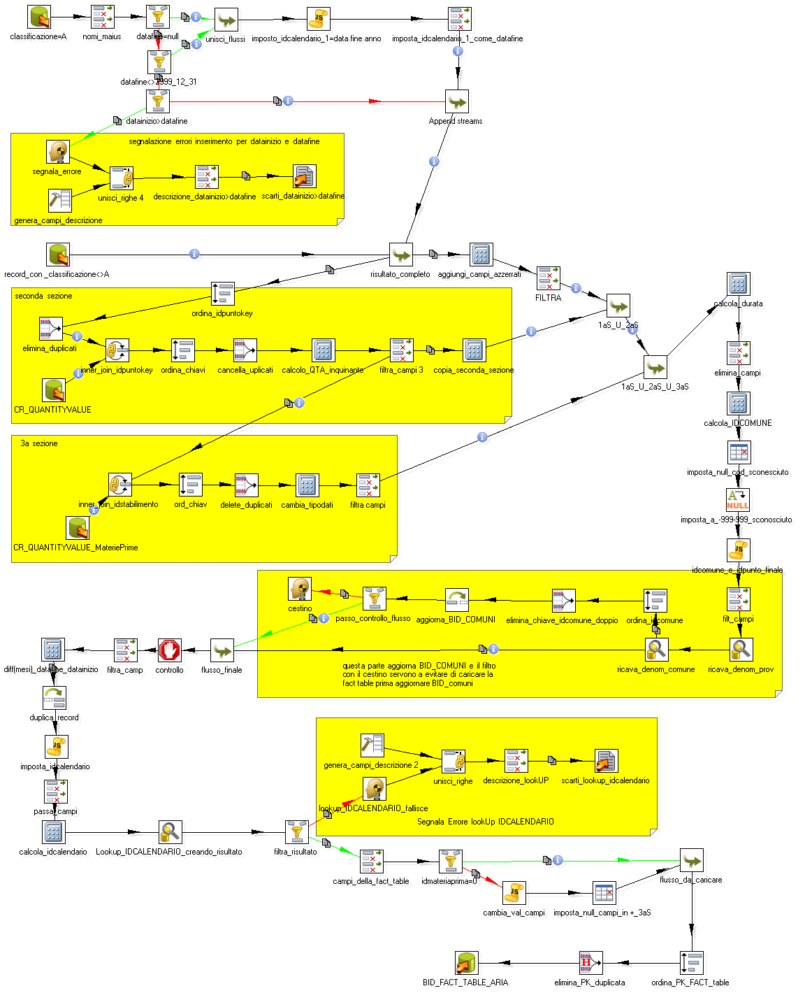 classificazione=A
nomi_maius
datafine=null
unisci_flussi
imposto_idcalendario_1=data fine anno
imposta_idcalendario_1_come_datafine
datafine<>2999_12_31
datainizio>datafine
Append streams
segnalazione errori inserimento per datainizio e datafine
segnala_errore
unisci_righe 4
descrizione_datainizio>datafine
scarti_datainizio>datafine
genera_campi_descrizione
record_con _classificazione<>A
risultato_completo
aggiungi_campi_azzerrati
FILTRA
seconda sezione
ordina_idpuntokey
calcola_durata
1aS_U_2aS
elimina_duplicati
inner_join_idpuntokey
ordina_chiavi
cancella_uplicati
calcolo_QTA_inquinante
filtra_campi 3
copia_seconda_sezione
elimina_campi
1aS_U_2aS_U_3aS
CR_QUANTITYVALUE
calcola_IDCOMUNE
3a sezione
imposta_null_cod_sconesciuto
inner_join_idstabilimento
ord_chiav
delete_duplicati
cambia_tipodati
filtra campi
NULL
imposta_a_-999-999_sconosciuto
CR_QUANTITYVALUE_MateriePrime
idcomune_e_idpunto_finale
cestino
passo_controllo_flusso
aggiorna_BID_COMUNI
elimina_chiave_idcomune_doppio
ordina_idcomune
filt_campi
diff(mesi)_datafine_datainizio
filtra_camp
controllo
flusso_finale
questa parte aggiorna BID_COMUNI e il filtro
con il cestino servono a evitare di caricare la
fact table prima aggiornare BID_comuni
ricava_denom_comune
ricava_denom_prov
duplica_record
imposta_idcalendario
genera_campi_descrizione 2
unisci_righe
descrizione_lookUP
scarti_lookup_idcalendario
passa_campi
lookup_IDCALENDARIO_fallisce
Segnala Errore lookUp IDCALENDARIO
calcola_idcalendario
Lookup_IDCALENDARIO_creando_risultato
filtra_risultato
campi_della_fact_table
idmateriaprima=0
flusso_da_caricare
cambia_val_campi
imposta_null_campi_in +_3aS
BID_FACT_TABLE_ARIA
elimina_PK_duplicata
ordina_PK_FACT_table